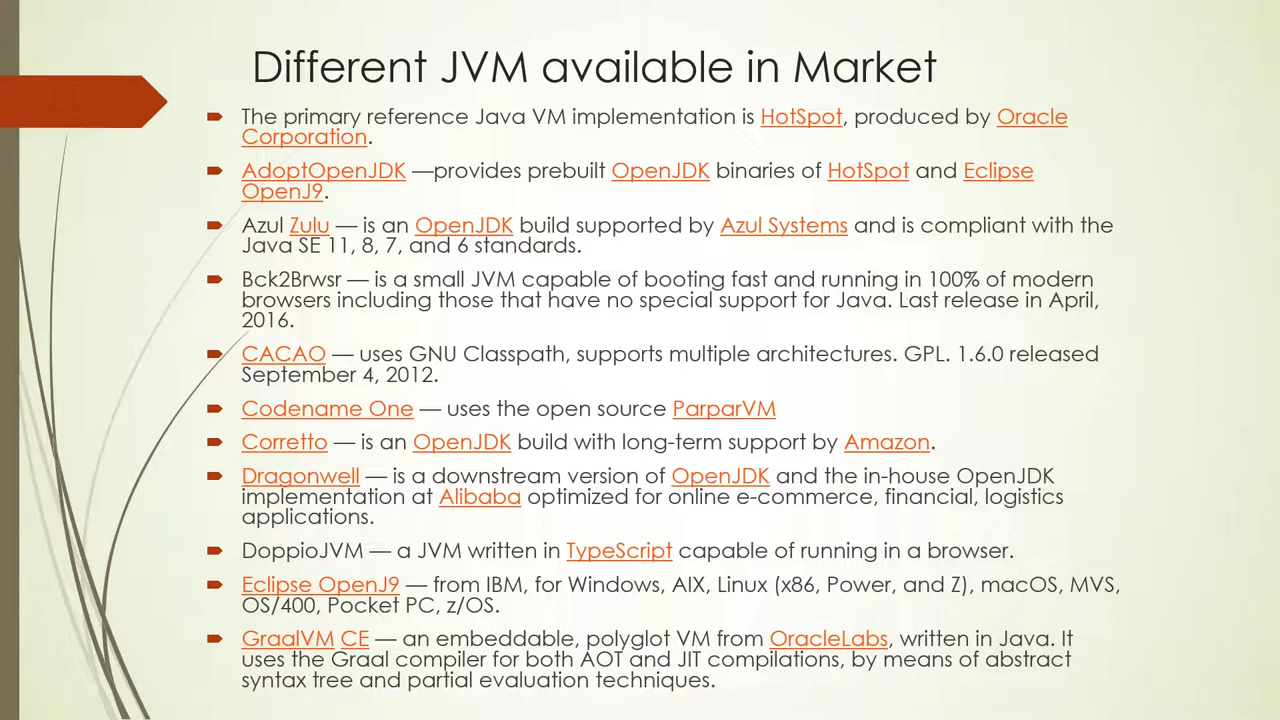 Different JVM available in Market
The primary reference Java VM implementation is HotSpot, produced by Oracle
Corporation.
AdoptOpenJDK —provides prebuilt OpenJDK binaries of HotSpot and Eclipse
OpenJ9.
Azul Zulu — is an OpenJDK build supported by Azul Systems and is compliant with the
Java SE 11, 8, 7, and 6 standards.
Bck2Brwsr — is a small JVM capable of booting fast and running in 100% of modern
browsers including those that have no special support for Java. Last release in April,
2016.
CACAO — uses GNU Classpath, supports multiple architectures. GPL. 1.6.0 released
September 4, 2012.
Codename One — uses the open source ParparVM
Corretto — is an OpenJDK build with long-term support by Amazon.
Dragonwell — is a downstream version of OpenJDK and the in-house OpenJDK
implementation at Alibaba optimized for online e-commerce, financial, logistics
applications.
DoppioJVM — a JVM written in TypeScript capable of running in a browser.
Eclipse OpenJ9 — from IBM, for Windows, AIX, Linux (x86, Power, and Z), macOS, MVS,
OS/400, Pocket PC, z/OS.
GraalVM CE — an embeddable, polyglot VM from OracleLabs, written in Java. It
uses the Graal compiler for both AOT and JIT compilations, by means of abstract
syntax tree and partial evaluation techniques.